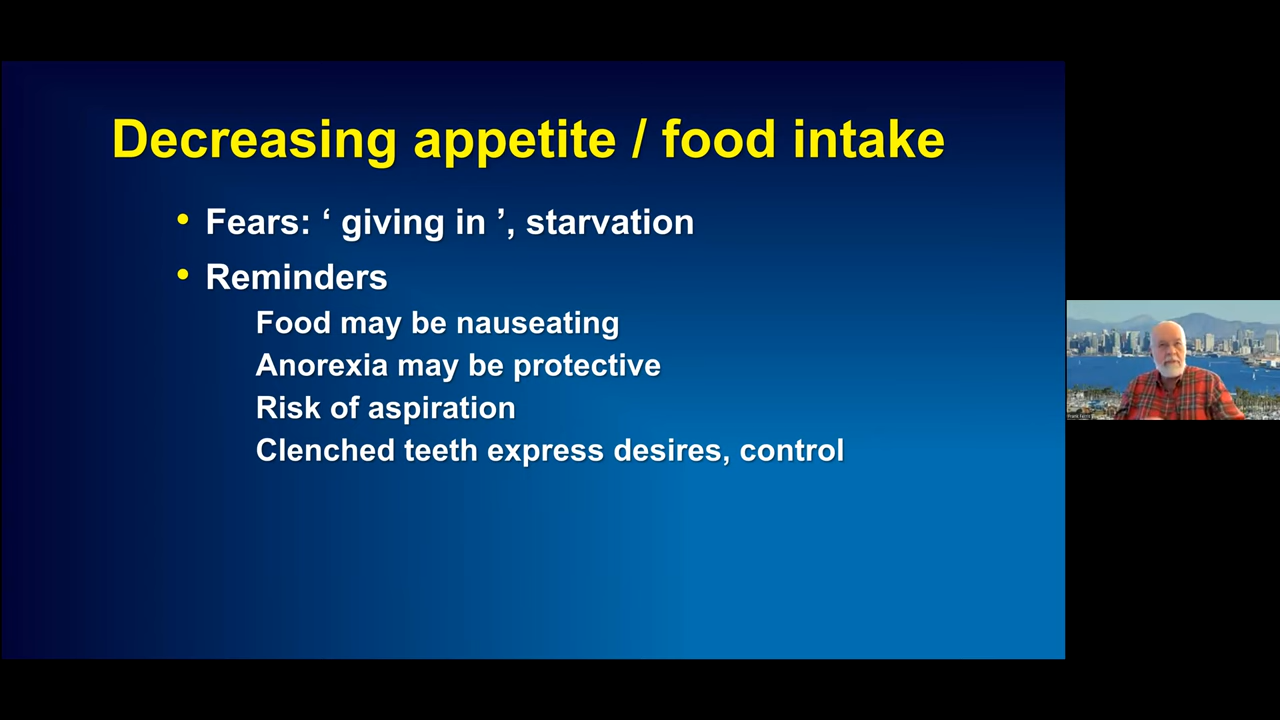 Decreasing appetite / food intake
• Fears: ‘ giving in ’, starvation
• Reminders
Food may be nauseating
Anorexia may be protective
Risk of aspiration
Clenched teeth express desires, control